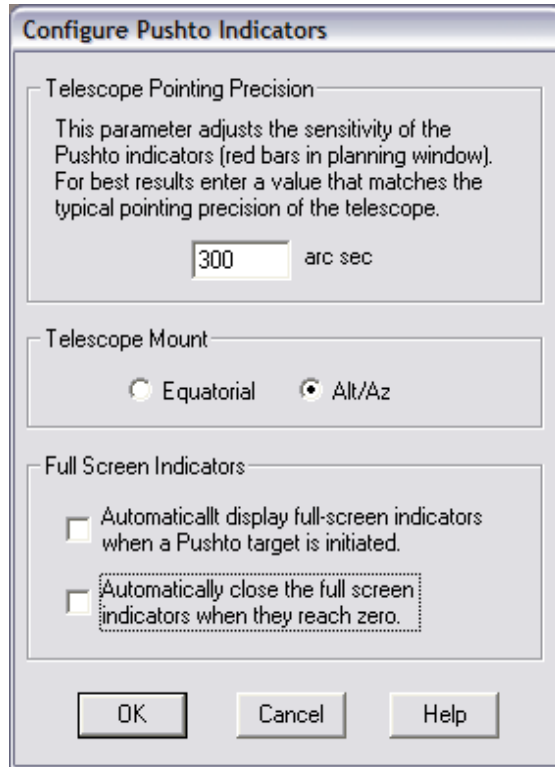 Configure Pushto Indicators
Telescope Pointing Precision
This parameter adjusts the sensitivity of the
Pushto indicators (red bars in planning window).
For best results enter a value that matches the
typical pointing precision of the telescope.
300 arc sec
Telescope Mount
Equatorial Alt/Az
Full Screen Indicators
Automaticallt display full-screen indicators
when a Pushto target is initiated.
Automatically close the full screen
indicators when they reach zero.
OK Cancel Help